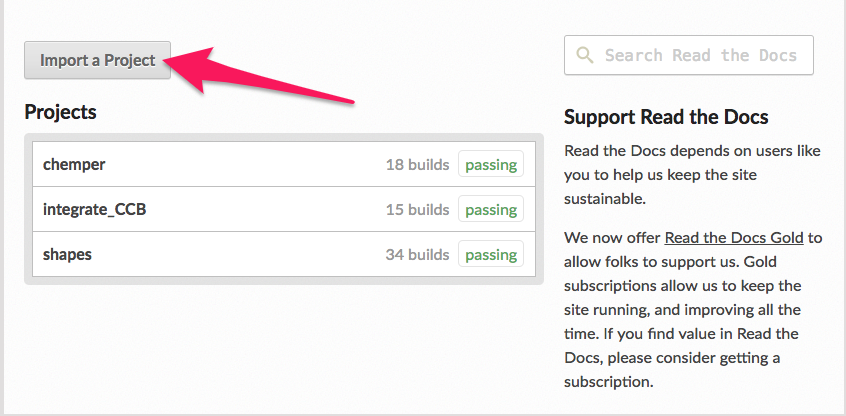 Import a Project
Projects
chemper 18 builds passing
integrate_CCB 15 builds passing
shapes 34 builds passing
Search Read the Docs
Support Read the Docs
Read the Docs depends on users like
you to help us keep the site
sustainable.
We now offer Read the Docs Gold to
allow folks to support us. Gold
subscriptions allow us to keep the
site running, and improving all the
time. If you find value in Read the
Docs, please consider getting a
subscription.